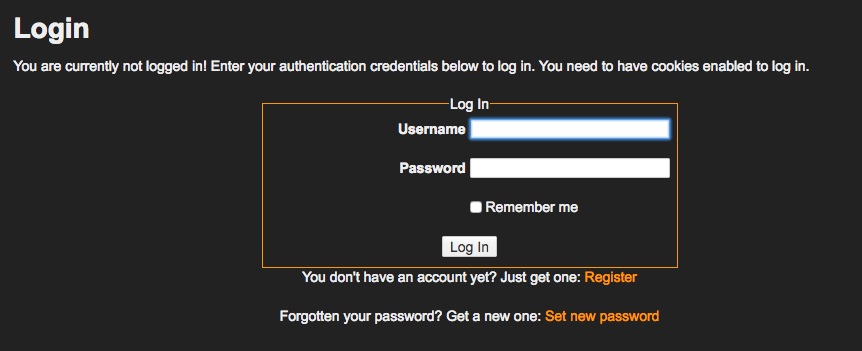 Login
You are currently not logged in! Enter your authentication credentials below to log in. You need to have cookies enabled to log in.
Log In
Username
Password
Remember me
Log In
You don't have an account yet? Just get one: Register
Forgotten your password? Get a new one: Set new password